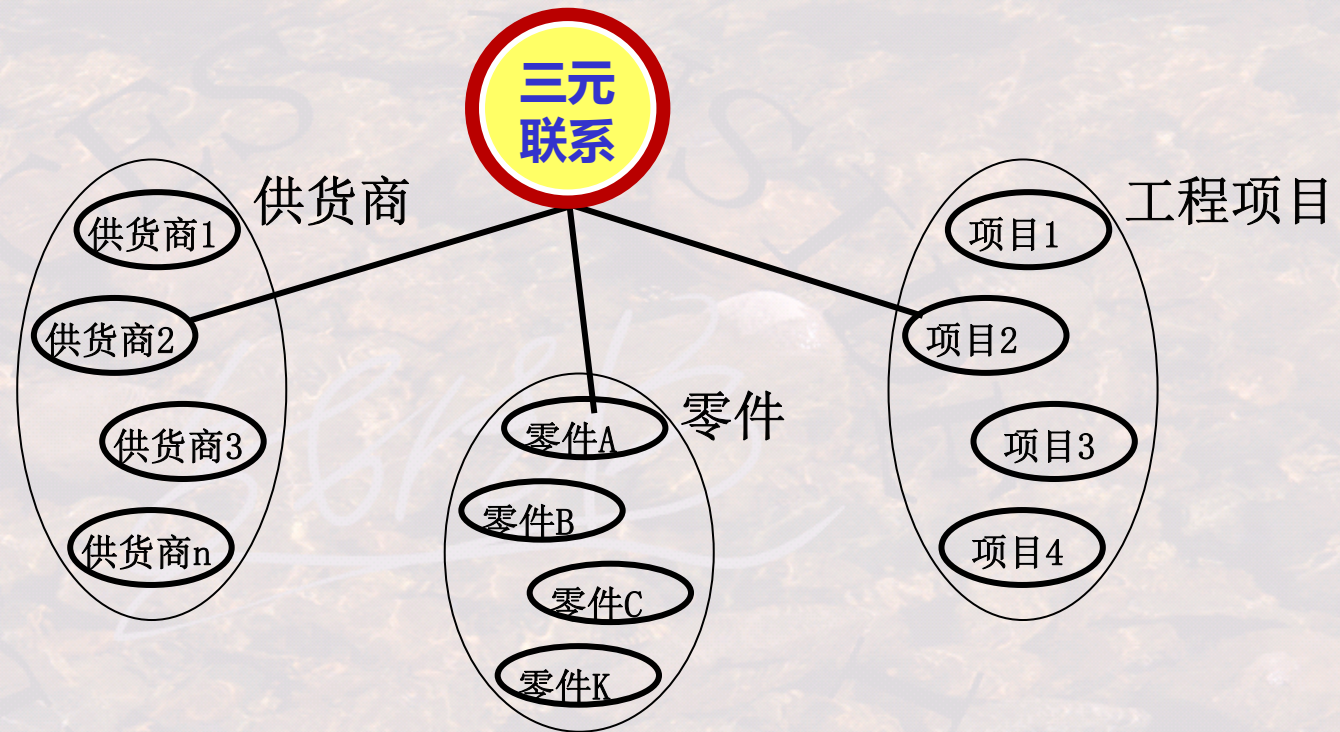 三元
联系
供货商
供货商1
供货商2
供货商3
供货商n
零件
零件A
零件B
零件C
零件K
工程项目
项目1
项目2
项目3
项目4